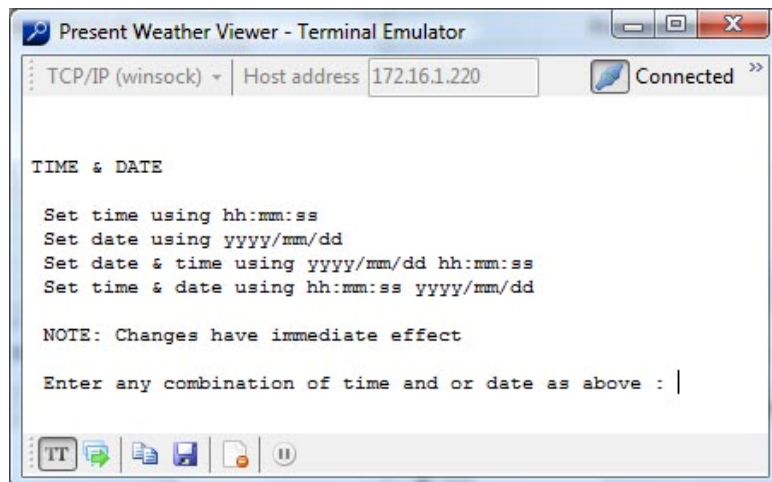 Present Weather Viewer - Terminal Emulator
TCP/IP (winsock) Host address 172.16.1.220 Connected »
TIME & DATE
Set time using hh:mm:ss
Set date using yyyy/mm/dd
Set date & time using yyyy/mm/dd hh:mm:ss
Set time & date using hh:mm:ss yyyy/mm/dd
NOTE: Changes have immediate effect
Enter any combination of time and or date as above :
TT